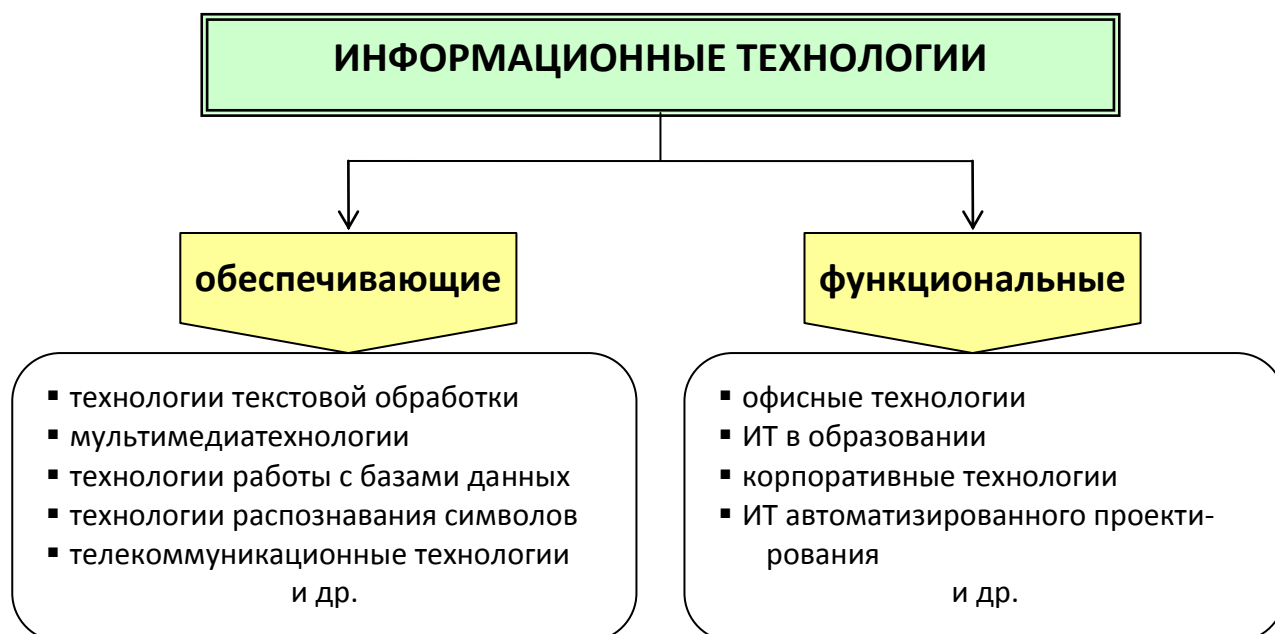 ИНФОРМАЦИОННЫЕ ТЕХНОЛОГИИ
обеспечивающие
▪ технологии текстовой обработки
▪ мультимедиатехнологии
▪ технологии работы с базами данных
▪ технологии распознавания символов
▪ телекоммуникационные технологии
и др.
функциональные
▪ офисные технологии
▪ ИТ в образовании
▪ корпоративные технологии
▪ ИТ автоматизированного проекти-
рования
и др.